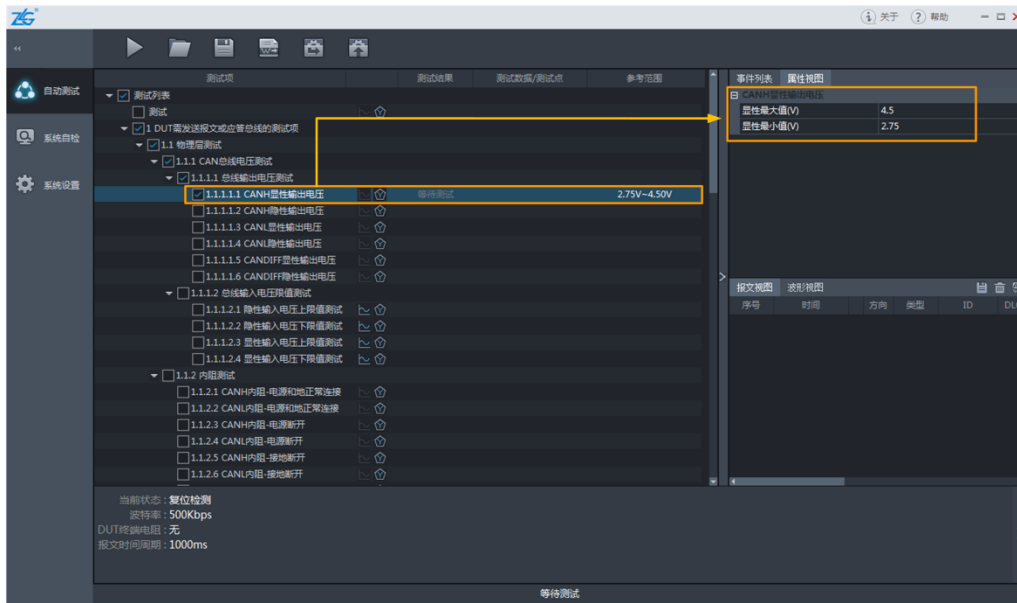 ZLG
关于 帮助
自动测试
系统自检
系统设置
测试项 测试结果 测试数据/测试点 参考范围
测试列表
测试
1 DUT需发送报文或应答总线的测试项
1.1 物理层测试
1.1.1 CAN总线电压测试
1.1.1.1 总线输出电压测试
1.1.1.1.1 CANH显性输出电压 等待测试 2.75V~4.50V
1.1.1.1.2 CANH隐性输出电压
1.1.1.1.3 CANL显性输出电压
1.1.1.1.4 CANL隐性输出电压
1.1.1.1.5 CANDIFF显性输出电压
1.1.1.1.6 CANDIFF隐性输出电压
1.1.1.2 总线输入电压限值测试
1.1.1.2.1 隐性输入电压上限值测试
1.1.1.2.2 隐性输入电压下限值测试
1.1.1.2.3 显性输入电压上限值测试
1.1.1.2.4 显性输入电压下限值测试
1.1.2 内阻测试
1.1.2.1 CANH内阻-电源和地正常连接
1.1.2.2 CANL内阻-电源和地正常连接
1.1.2.3 CANH内阻-电源断开
1.1.2.4 CANL内阻-电源断开
1.1.2.5 CANH内阻-接地断开
1.1.2.6 CANL内阻-接地断开
事件列表 属性视图
CANH显性输出电压
显性最大值(V) 4.5
显性最小值(V) 2.75
报文视图 波形视图
序号 时间 方向 类型 ID DL
当前状态 : 复位检测
波特率 : 500Kbps
DUT终端电阻 : 无
报文时间周期 : 1000ms
等待测试